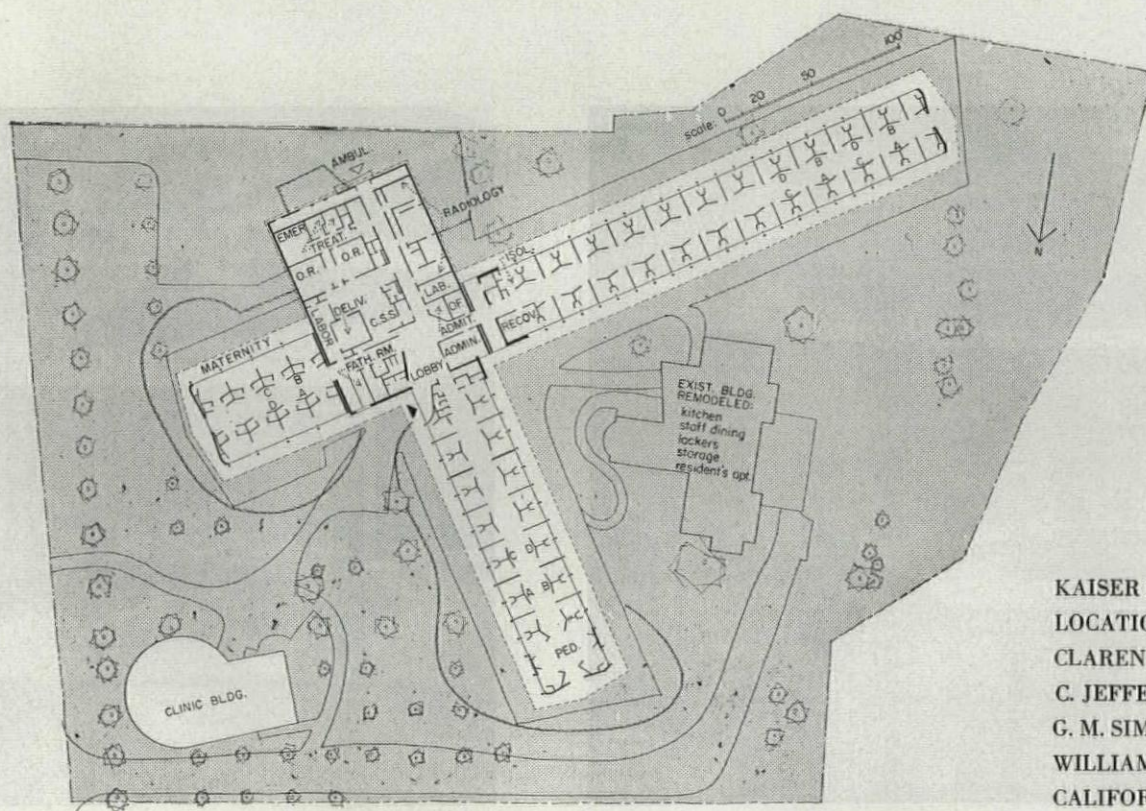 scale: 0 20 50 100'
AMBUL.
RADIOLOGY
EMER.
TREAT.
O.R.
O.R.
ISOL.
LAB.
OF
DELIV.
C.S.S.
LABOR
ADMIT.
RECOV.
ADMIN.
FATH. RM.
LOBBY
MATERNITY
B
A
D
C
B
D
B
D
A
C
A
C
N
EXIST. BLDG.
REMODELED:
kitchen
staff dining
lockers
storage
resident's apt.
C
D
A
B
PED.
CLINIC BLDG.
KAISER
LOCATIO
CLAREN
C. JEFFE
G. M. SIM
WILLIAM
CALIFOR